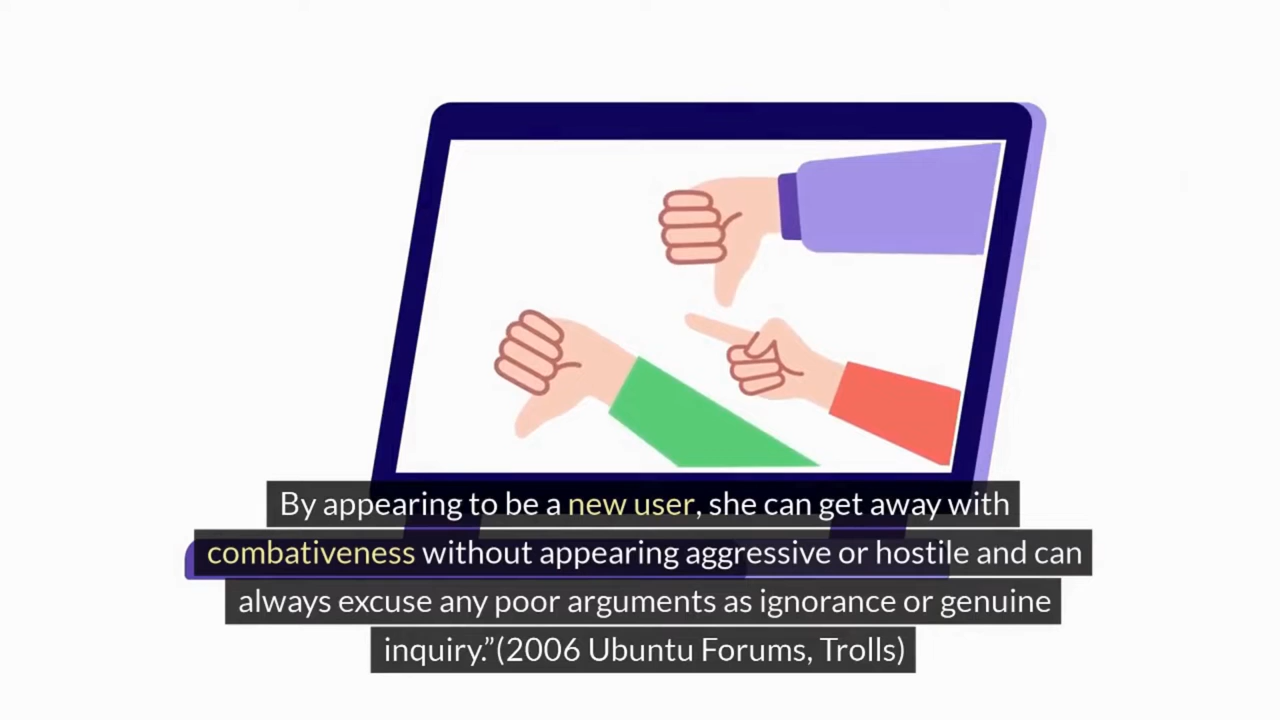 By appearing to be a new user, she can get away with
combativeness without appearing aggressive or hostile and can
always excuse any poor arguments as ignorance or genuine
inquiry.”(2006 Ubuntu Forums, Trolls)